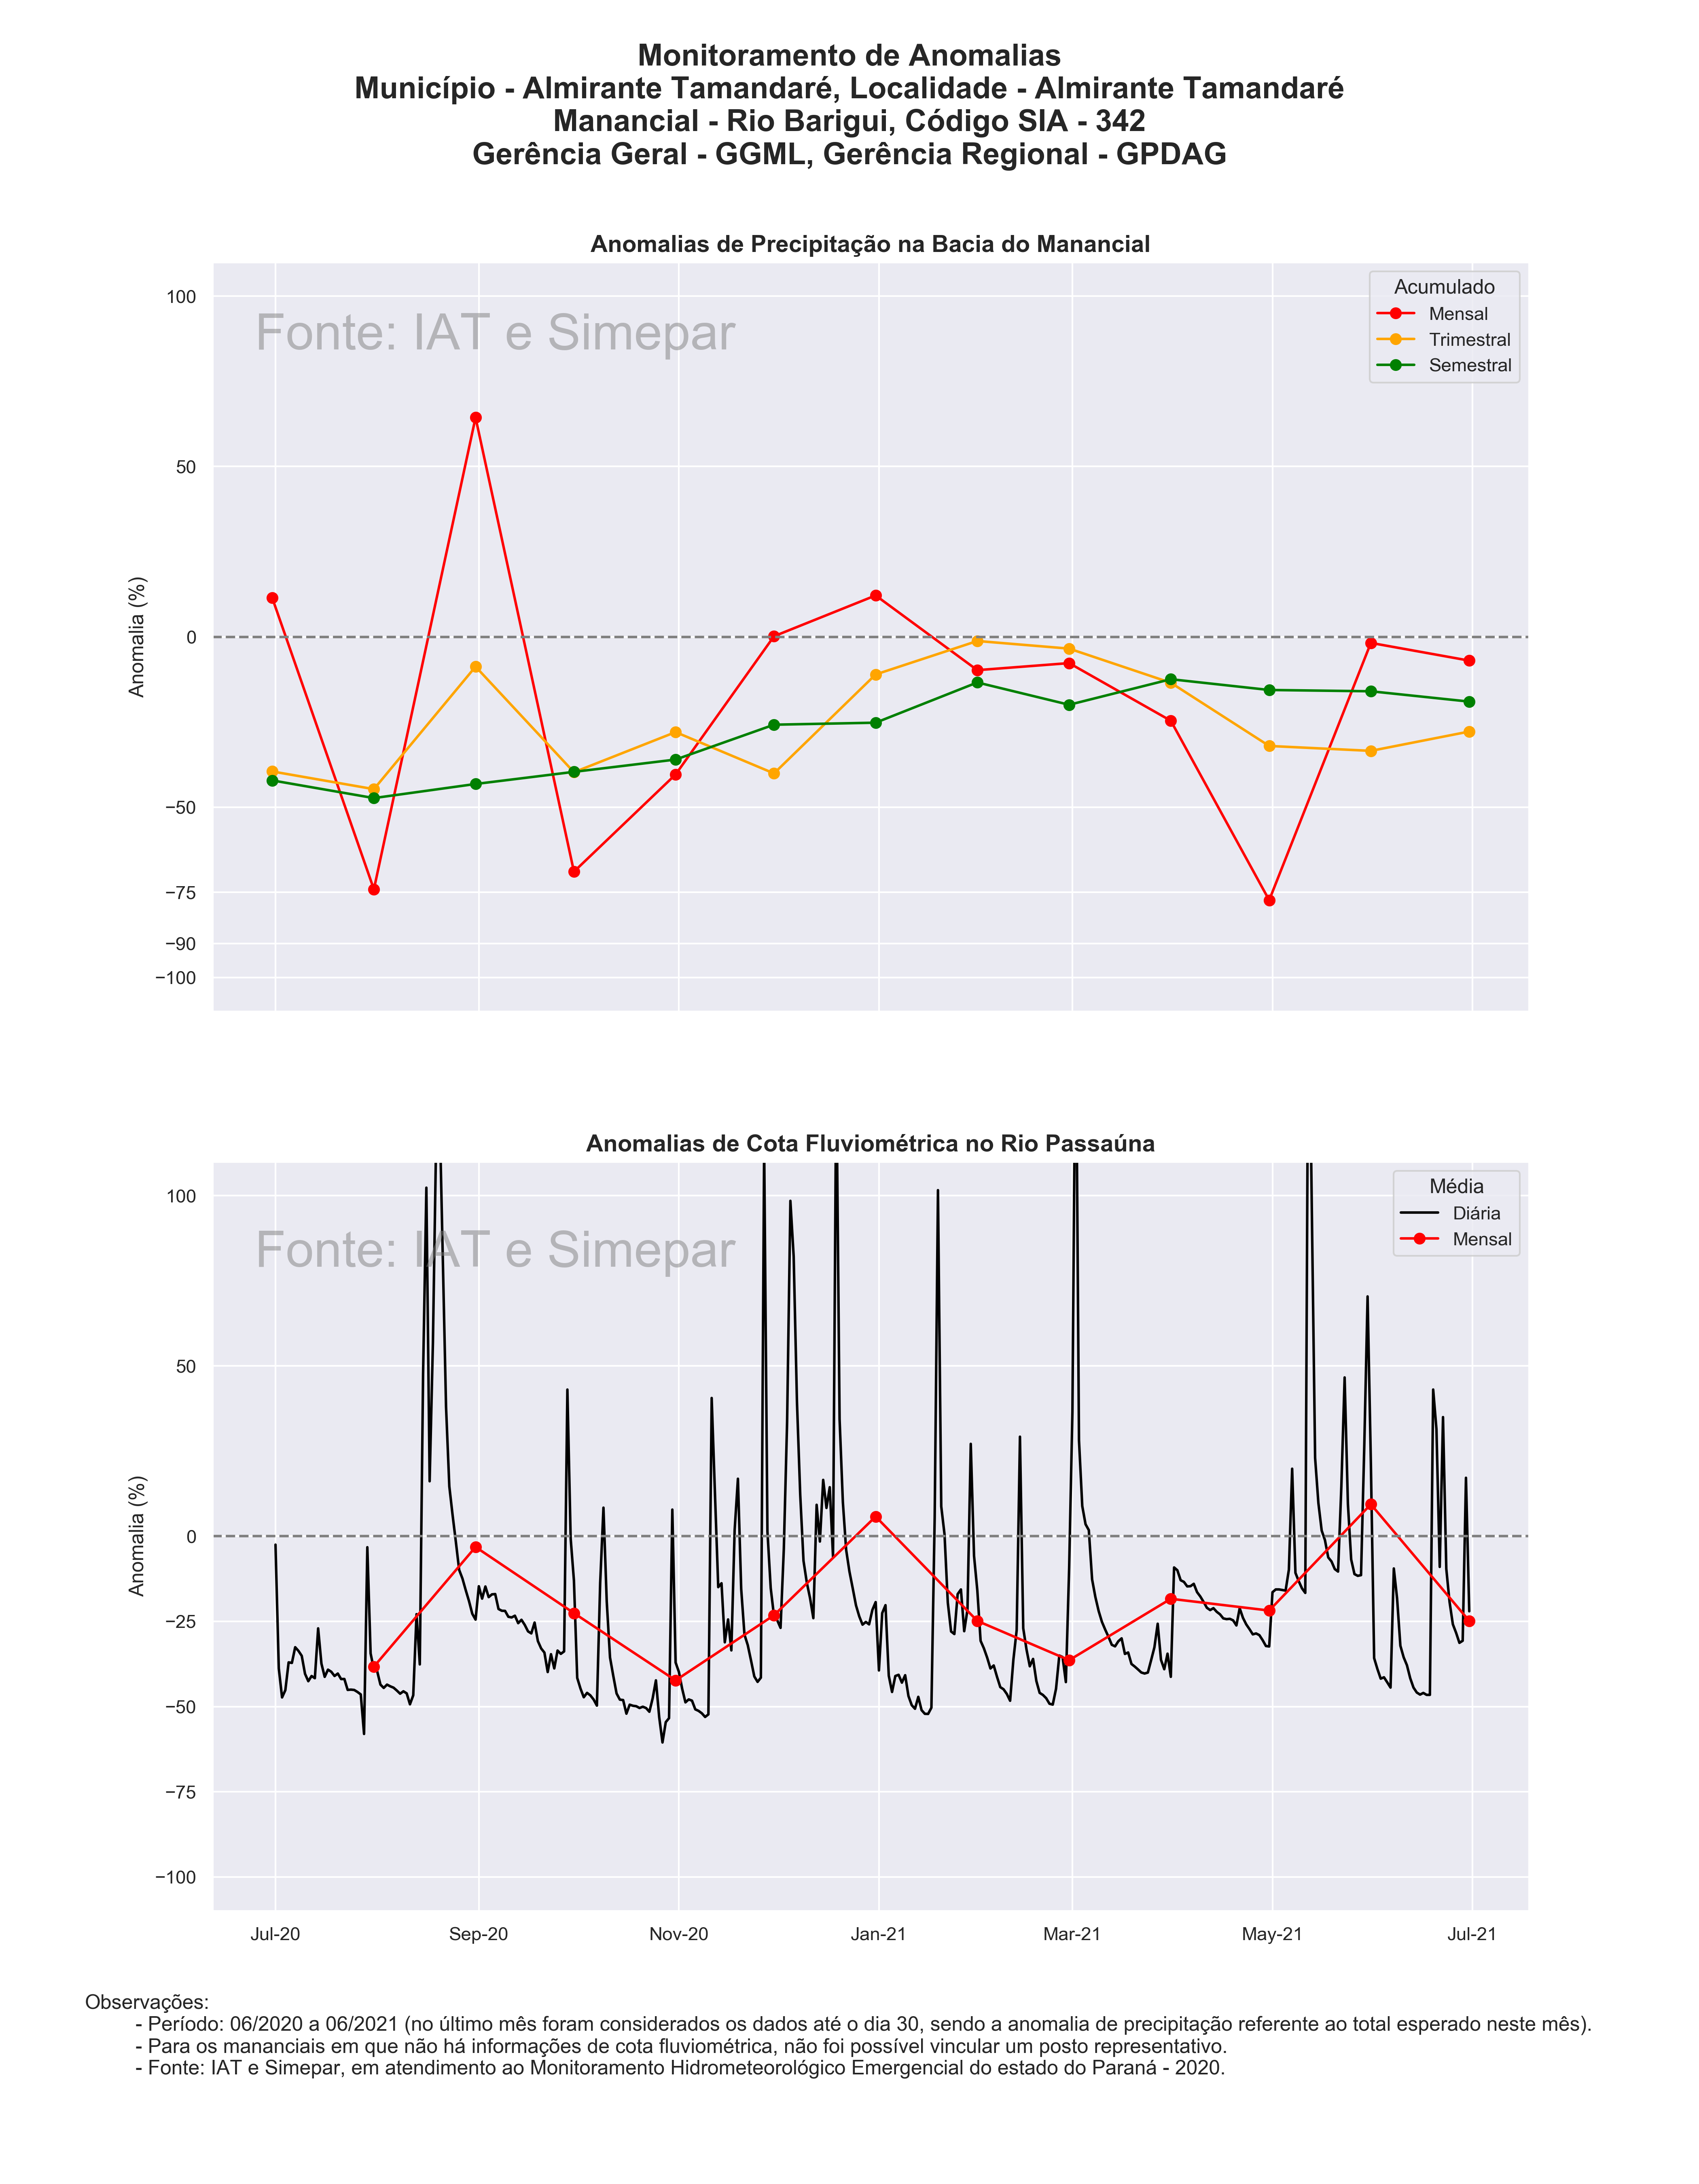 Monitoramento de Anomalias
Município - Almirante Tamandaré, Localidade - Almirante Tamandaré
Manancial - Rio Barigui, Código SIA - 342
Gerência Geral - GGML, Gerência Regional - GPDAG
Anomalias de Precipitação na Bacia do Manancial
Fonte: IAT e Simepar
Acumulado
Mensal
Trimestral
Semestral
Anomalia (%)
100
50
0
−50
−75
−90
−100
Anomalias de Cota Fluviométrica no Rio Passaúna
Fonte: IAT e Simepar
Média
Diária
Mensal
Anomalia (%)
100
50
0
−25
−50
−75
−100
Jul-20 Sep-20 Nov-20 Jan-21 Mar-21 May-21 Jul-21
Observações:
- Período: 06/2020 a 06/2021 (no último mês foram considerados os dados até o dia 30, sendo a anomalia de precipitação referente ao total esperado neste mês).
- Para os mananciais em que não há informações de cota fluviométrica, não foi possível vincular um posto representativo.
- Fonte: IAT e Simepar, em atendimento ao Monitoramento Hidrometeorológico Emergencial do estado do Paraná - 2020.